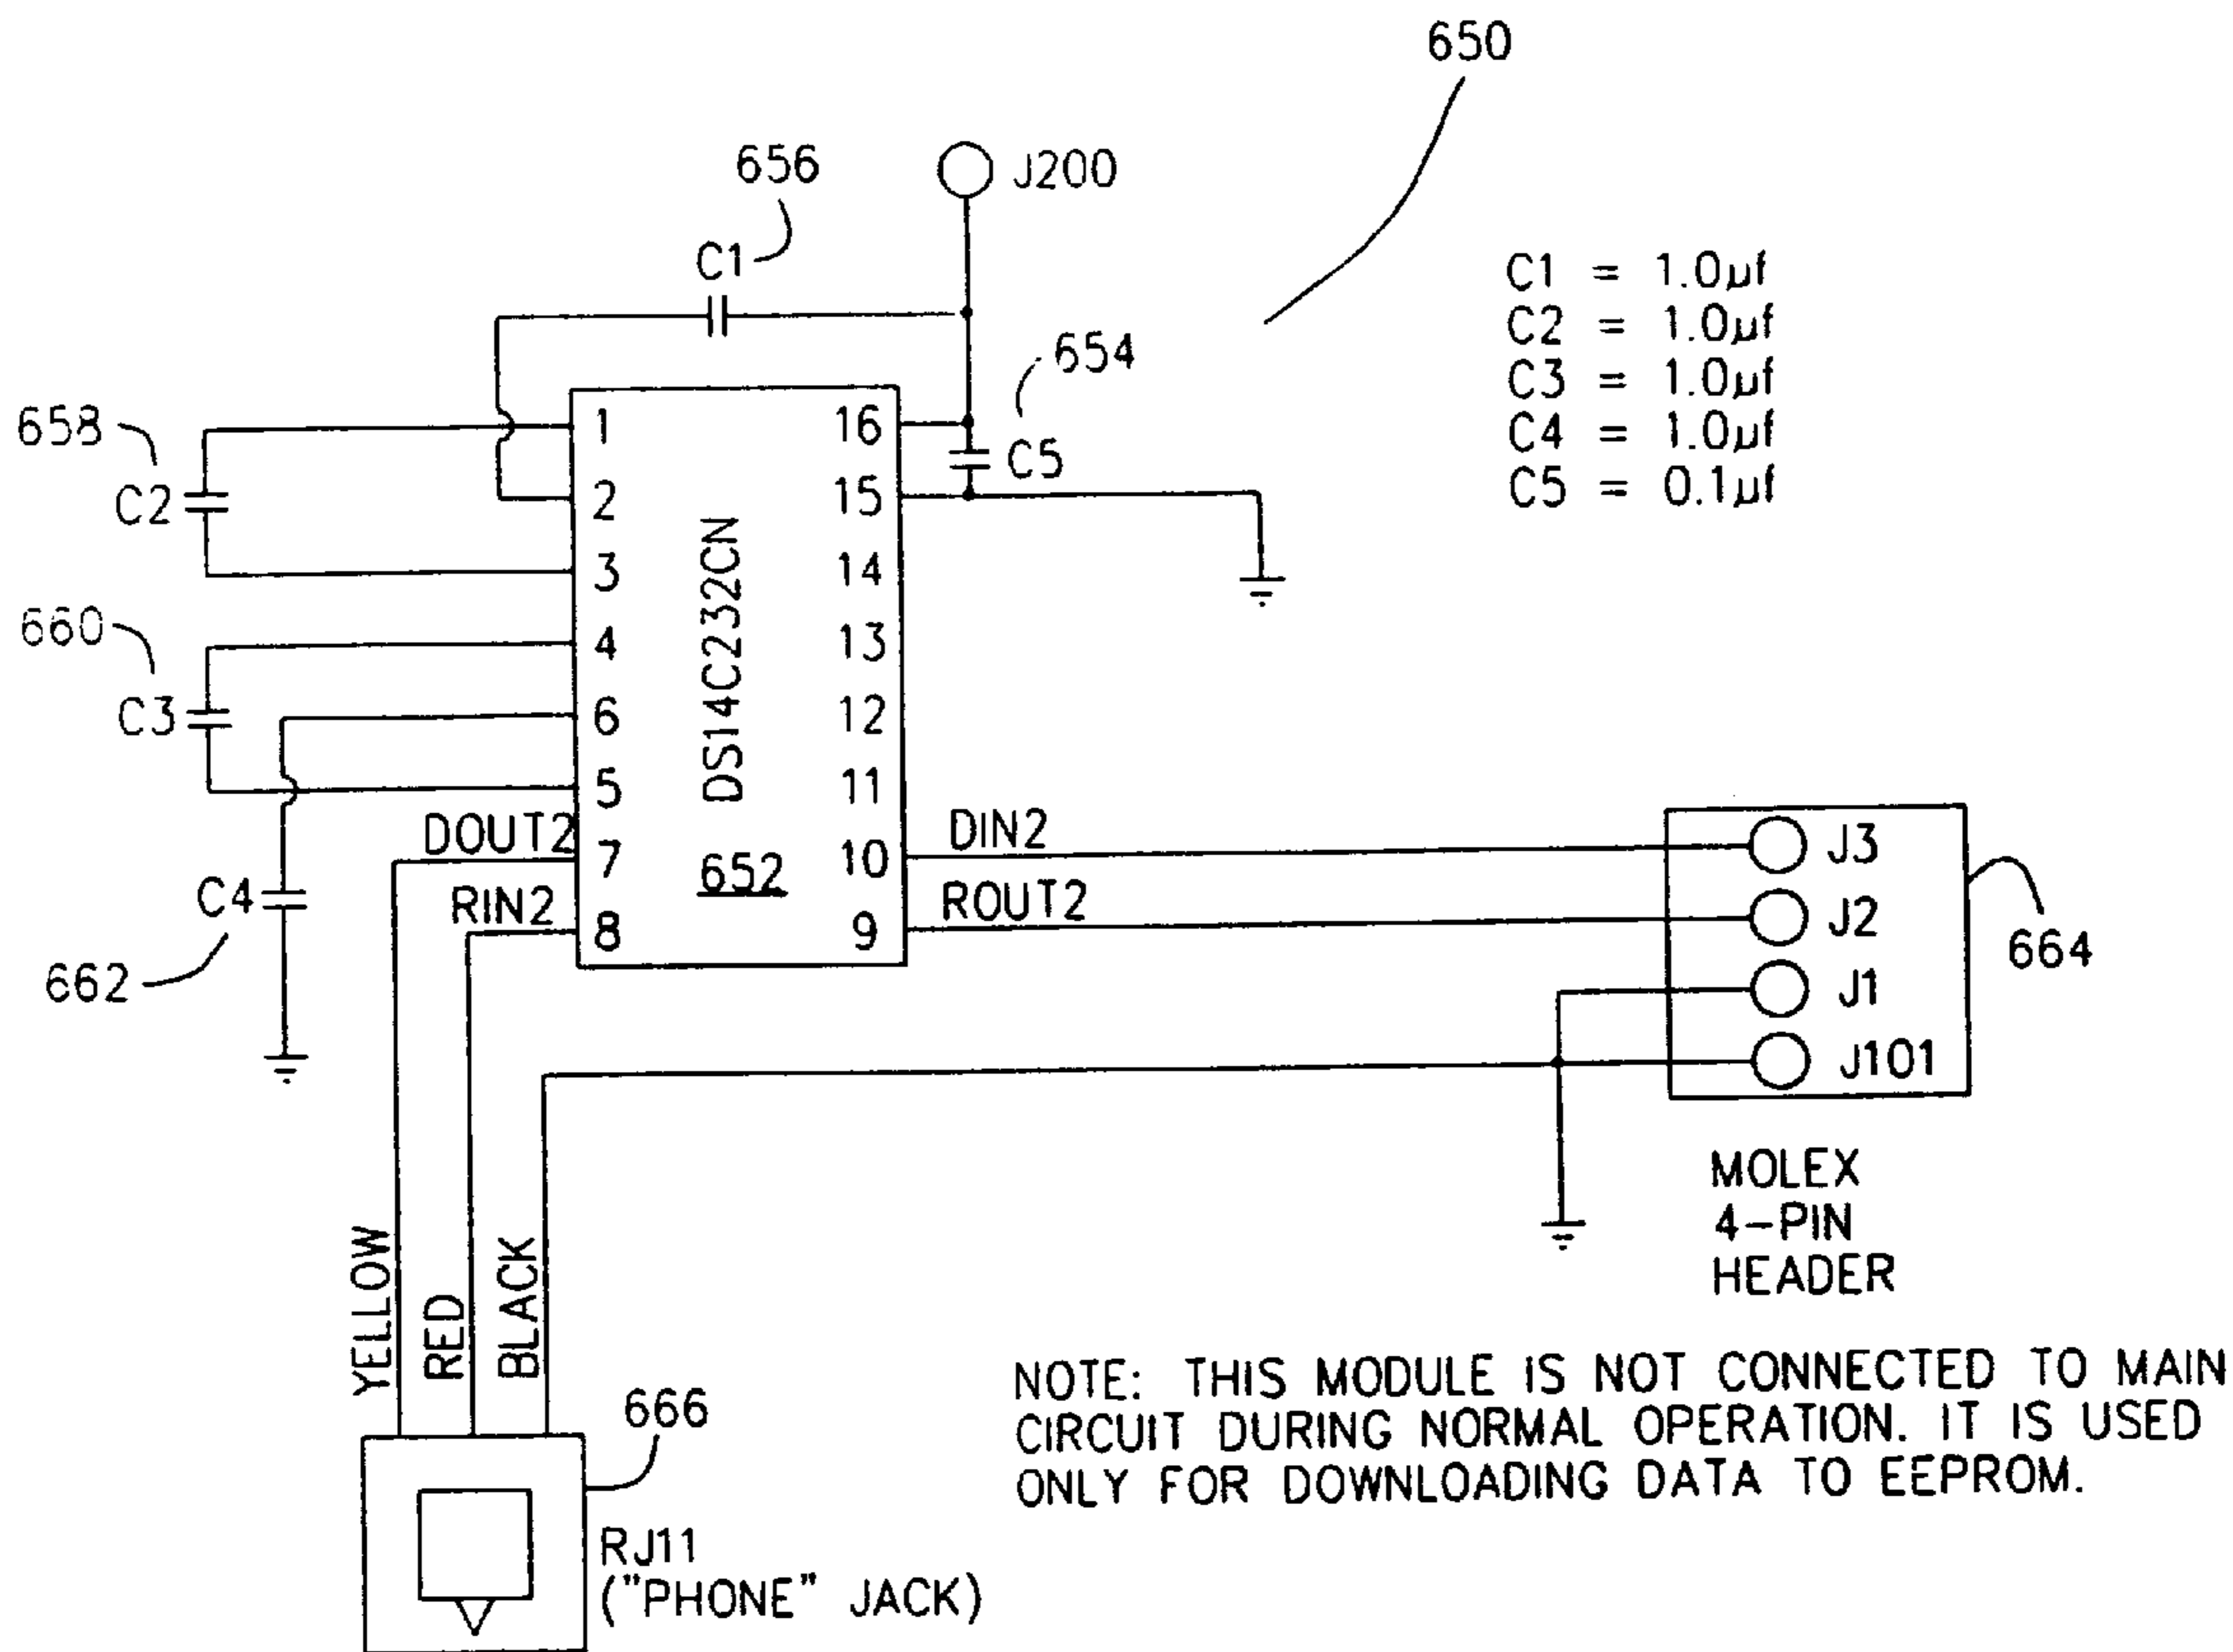 650
656
J200
C1
C1 = 1.0µf
C2 = 1.0µf
C3 = 1.0µf
C4 = 1.0µf
C5 = 0.1µf
654
658
C2
C5
1
2
3
4
6
5
7
8
16
15
14
13
12
11
10
9
DS14C232CN
652
660
C3
DOUT2
RIN2
DIN2
ROUT2
C4
662
J3
J2
J1
J101
664
MOLEX
4-PIN
HEADER
YELLOW
RED
BLACK
666
RJ11
("PHONE" JACK)
NOTE: THIS MODULE IS NOT CONNECTED TO MAIN
CIRCUIT DURING NORMAL OPERATION. IT IS USED
ONLY FOR DOWNLOADING DATA TO EEPROM.